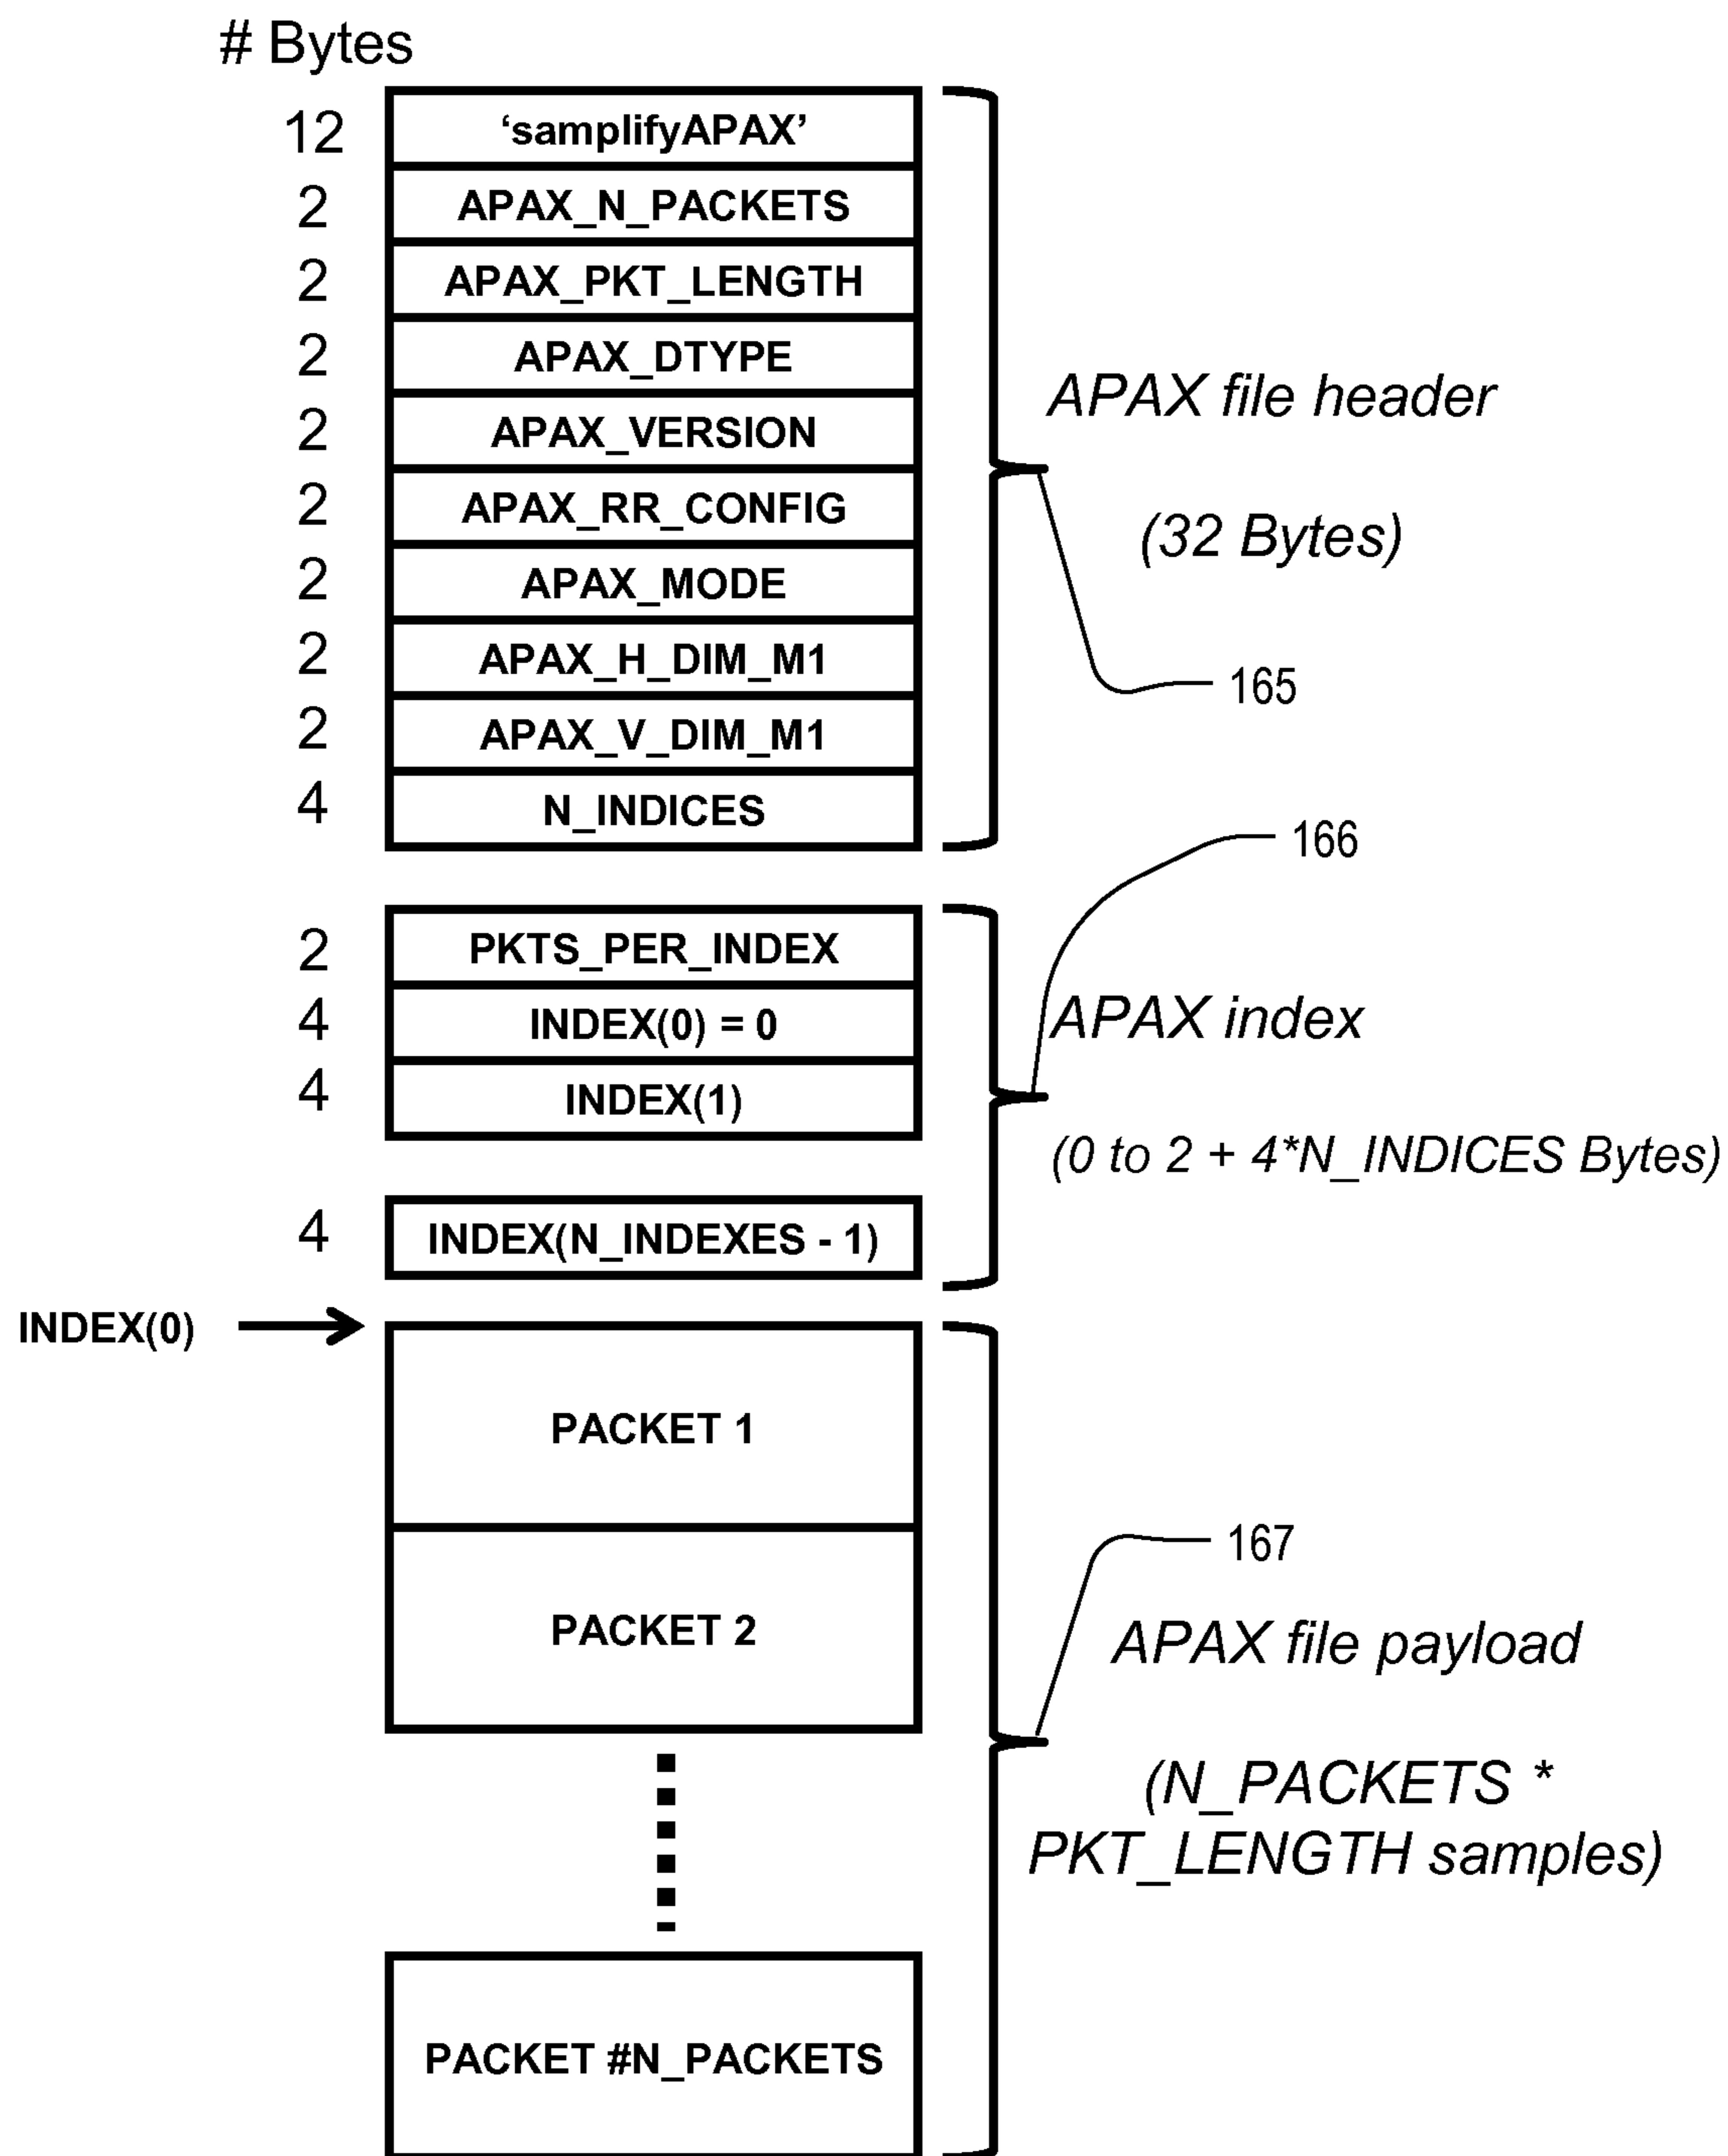 # Bytes
12 ‘samplifyAPAX’
2 APAX_N_PACKETS
2 APAX_PKT_LENGTH
2 APAX_DTYPE
2 APAX_VERSION
2 APAX_RR_CONFIG
2 APAX_MODE
2 APAX_H_DIM_M1
2 APAX_V_DIM_M1
4 N_INDICES
APAX file header
(32 Bytes)
165
166
2 PKTS_PER_INDEX
4 INDEX(0) = 0
4 INDEX(1)
4 INDEX(N_INDEXES - 1)
APAX index
(0 to 2 + 4*N_INDICES Bytes)
INDEX(0)
PACKET 1
PACKET 2
PACKET #N_PACKETS
167
APAX file payload
(N_PACKETS *
PKT_LENGTH samples)